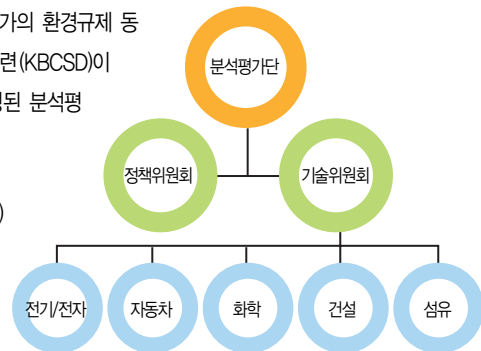 가의 환경규제 동
련(KBCSD)이
된 분석평
)
분석평가단
정책위원회 기술위원회
전기/전자 자동차 화학 건설 섬유